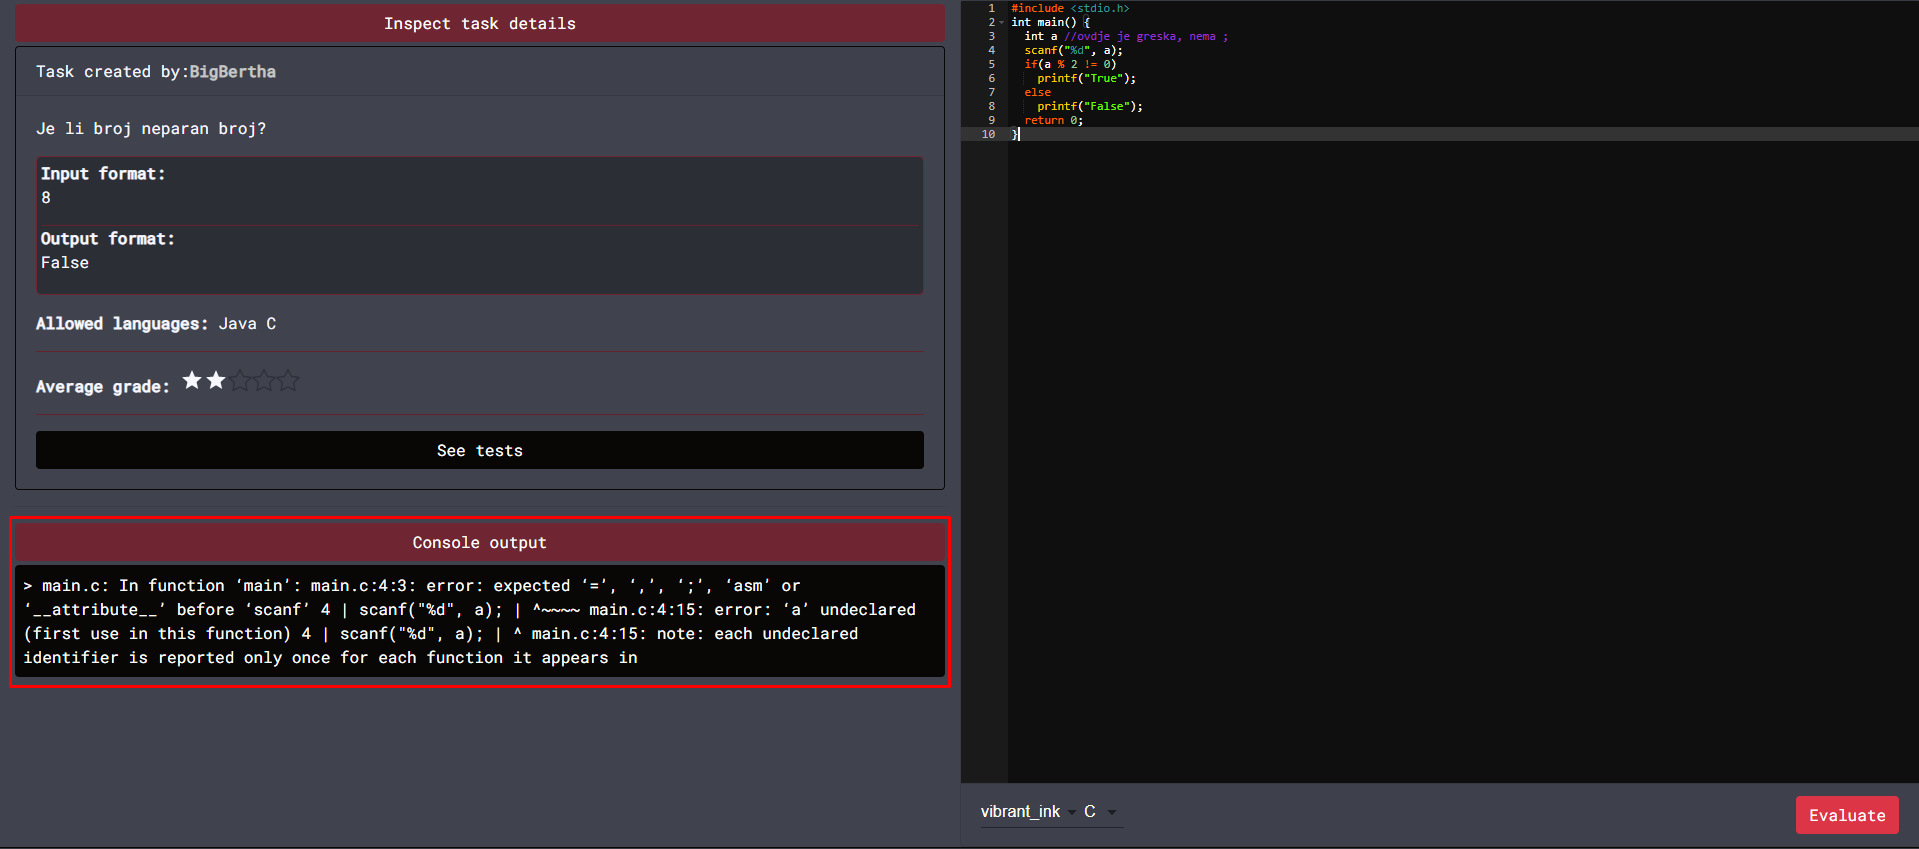 Inspect task details
Task created by:BigBertha
Je li broj neparan broj?
Input format:
8
Output format:
False
Allowed languages: Java C
Average grade:
See tests
Console output
> main.c: In function ‘main’: main.c:4:3: error: expected ‘=’, ‘,’, ‘;’, ‘asm’ or
‘__attribute__’ before ‘scanf’ 4 | scanf("%d", a); | ^~~~~ main.c:4:15: error: ‘a’ undeclared
(first use in this function) 4 | scanf("%d", a); | ^ main.c:4:15: note: each undeclared
identifier is reported only once for each function it appears in
1 #include <stdio.h>
2 int main() {
3 int a //ovdje je greska, nema ;
4 scanf("%d", a);
5 if(a % 2 != 0)
6 printf("True");
7 else
8 printf("False");
9 return 0;
10 }
vibrant_ink C
Evaluate